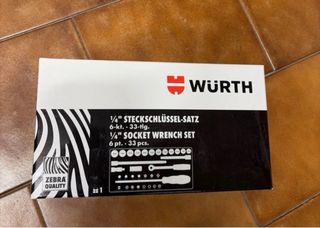 WÜRTH
1/4" STECKSCHLÜSSEL-SATZ
6-kt. · 33-tlg.
1/4" SOCKET WRENCH SET
6 pt. · 33 pcs.
ZEBRA
QUALITY
1